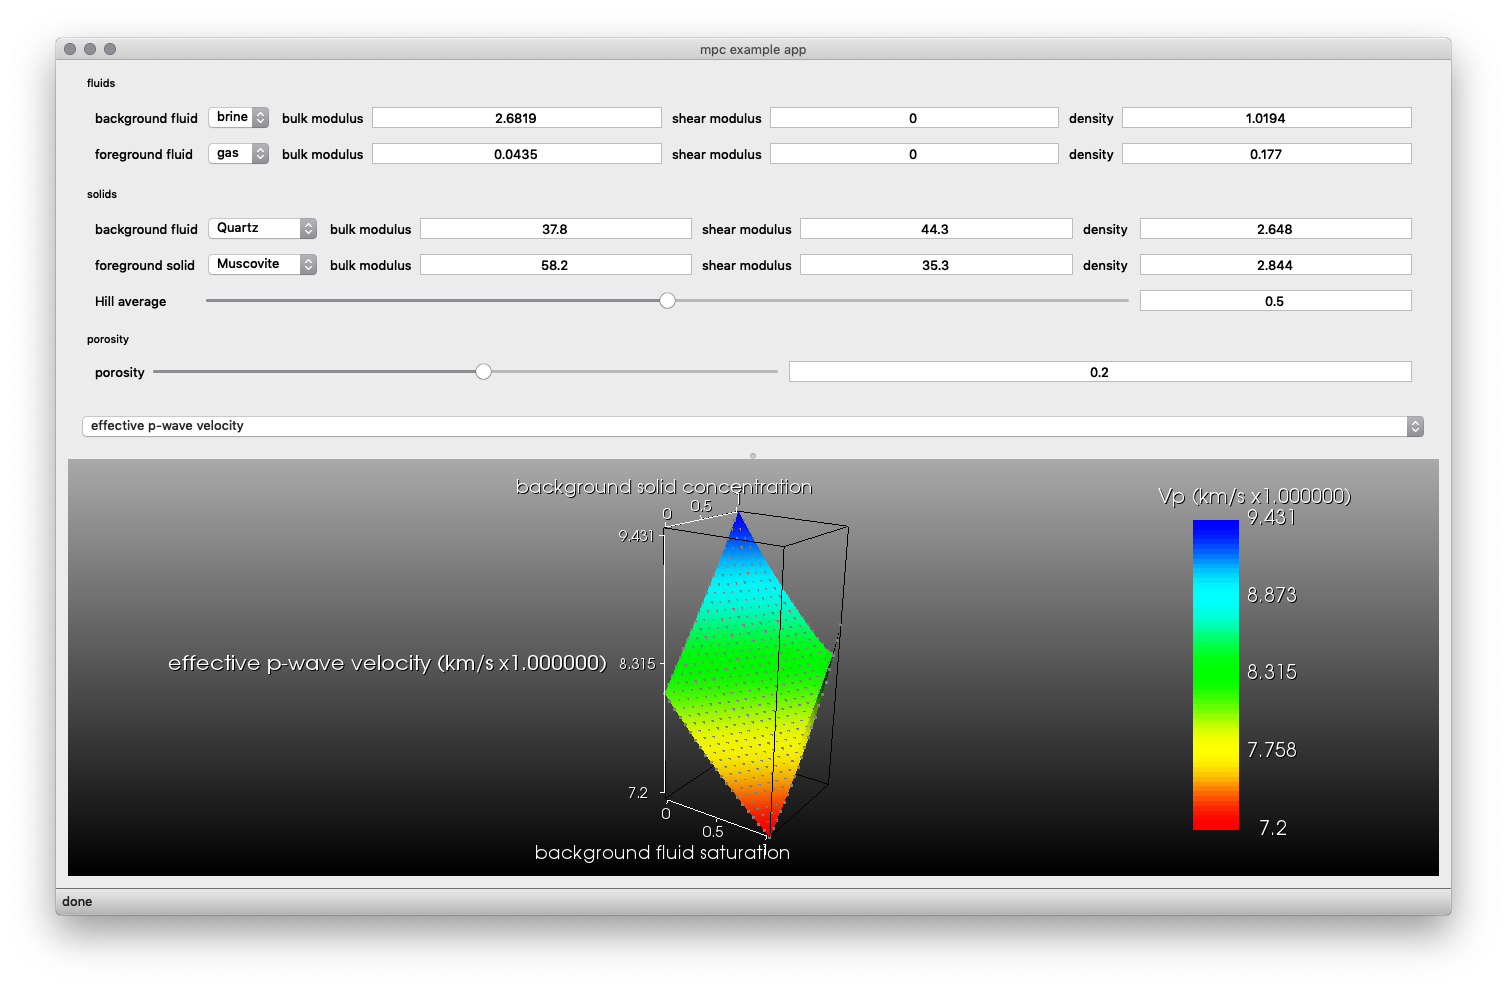 mpc example app
fluids
background fluid brine bulk modulus 2.6819 shear modulus 0 density 1.0194
foreground fluid gas bulk modulus 0.0435 shear modulus 0 density 0.177
solids
background fluid Quartz bulk modulus 37.8 shear modulus 44.3 density 2.648
foreground solid Muscovite bulk modulus 58.2 shear modulus 35.3 density 2.844
Hill average 0.5
porosity
porosity 0.2
effective p-wave velocity
background solid concentration
0 0.5 1
9.431
effective p-wave velocity (km/s x1.000000) 8.315
7.2
0 0.5 1
background fluid saturation
Vp (km/s x1.000000)
9.431
8.873
8.315
7.758
7.2
done